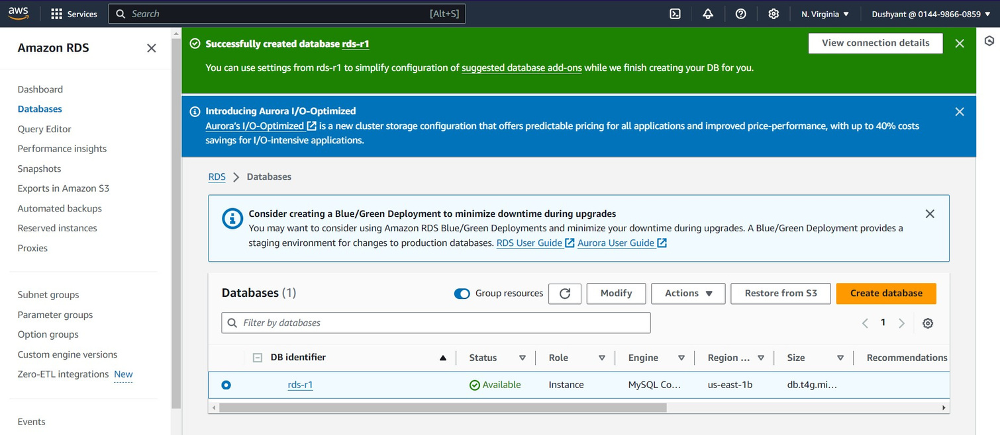 aws
Services
Search [Alt+S]
N. Virginia
Dushyant @ 0144-9866-0859
Amazon RDS
Dashboard
Databases
Query Editor
Performance insights
Snapshots
Exports in Amazon S3
Automated backups
Reserved instances
Proxies
Subnet groups
Parameter groups
Option groups
Custom engine versions
Zero-ETL integrations New
Events
Successfully created database rds-r1
View connection details
You can use settings from rds-r1 to simplify configuration of suggested database add-ons while we finish creating your DB for you.
Introducing Aurora I/O-Optimized
Aurora's I/O-Optimized is a new cluster storage configuration that offers predictable pricing for all applications and improved price-performance, with up to 40% costs
savings for I/O-intensive applications.
RDS Databases
Consider creating a Blue/Green Deployment to minimize downtime during upgrades
You may want to consider using Amazon RDS Blue/Green Deployments and minimize your downtime during upgrades. A Blue/Green Deployment provides a
staging environment for changes to production databases. RDS User Guide Aurora User Guide
Databases (1)
Group resources
Modify
Actions
Restore from S3
Create database
Filter by databases
1
DB identifier Status Role Engine Region ... Size Recommendations
rds-r1 Available Instance MySQL Co... us-east-1b db.t4g.mi...